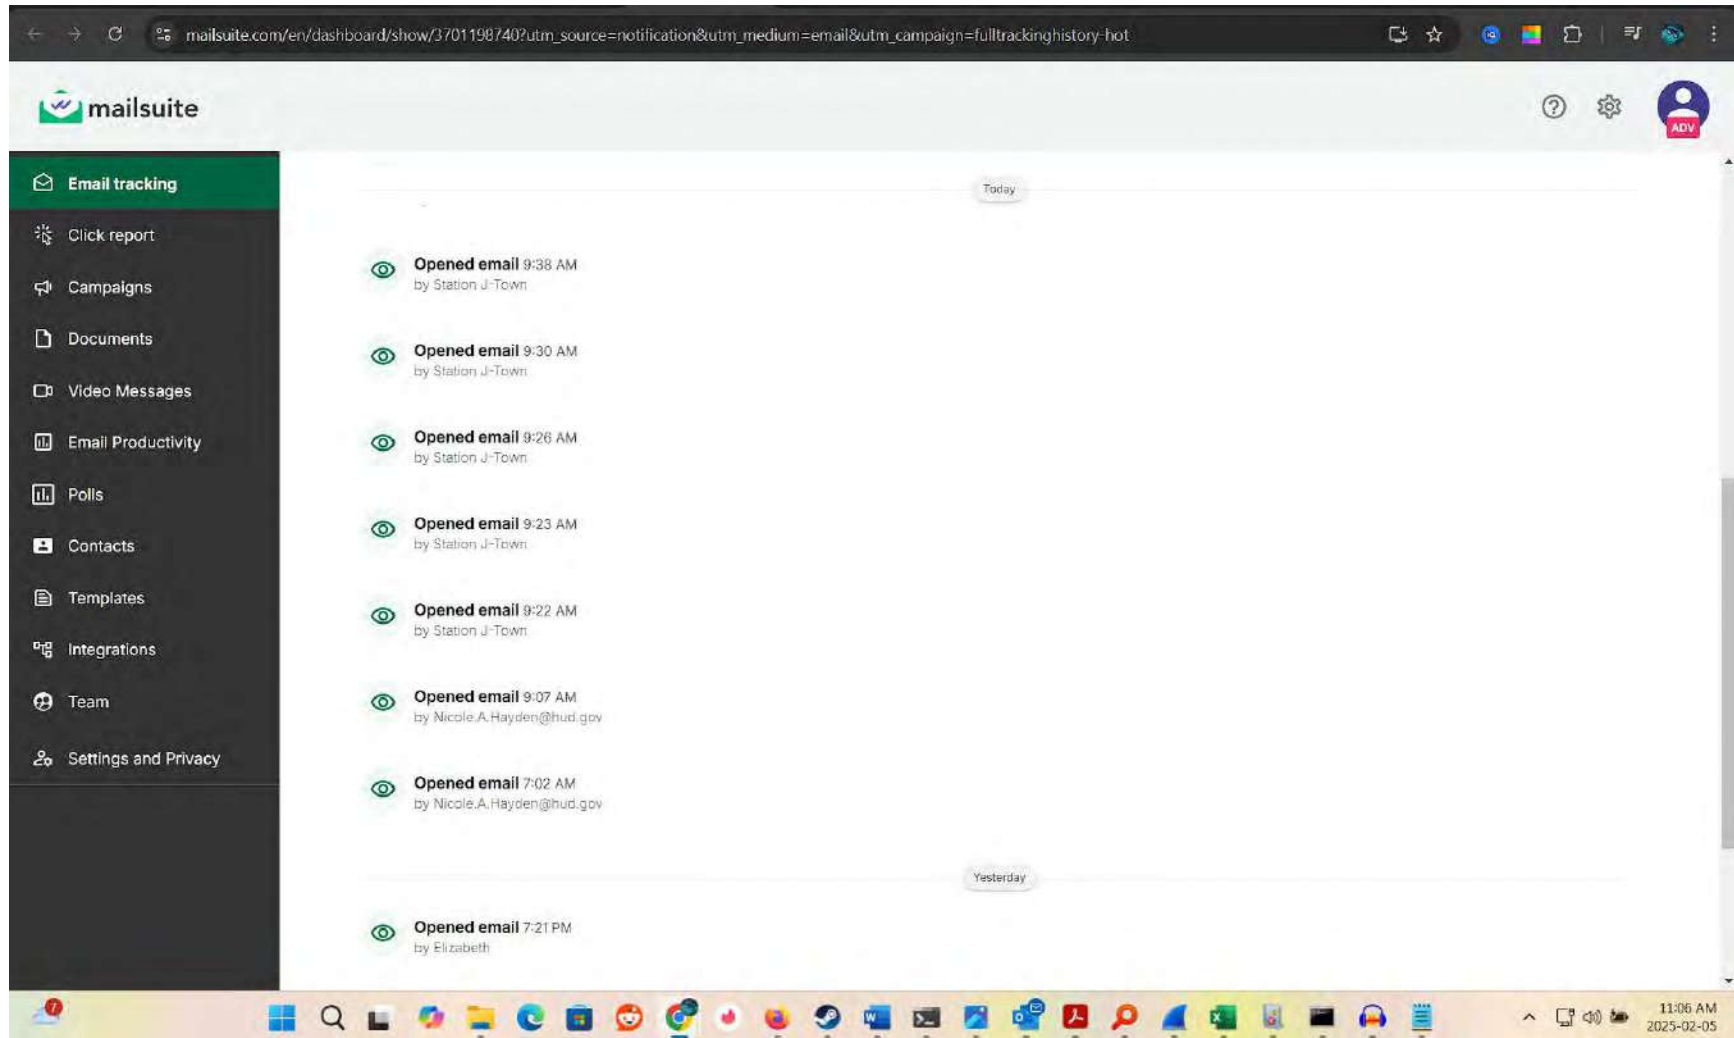 mailsuite.com/en/dashboard/show/3701198740?utm_source=notification&utm_medium=email&utm_campaign=fulltrackinghistory-hot
mailsuite
ADV
Email tracking
Click report
Campaigns
Documents
Video Messages
Email Productivity
Polls
Contacts
Templates
Integrations
Team
Settings and Privacy
Today
Opened email 9:38 AM
by Station J-Town
Opened email 9:30 AM
by Station J-Town
Opened email 9:26 AM
by Station J-Town
Opened email 9:23 AM
by Station J-Town
Opened email 9:22 AM
by Station J-Town
Opened email 9:07 AM
by Nicole.A.Hayden@hud.gov
Opened email 7:02 AM
by Nicole.A.Hayden@hud.gov
Yesterday
Opened email 7:21 PM
by Elizabeth
7
11:06 AM
2025-02-05